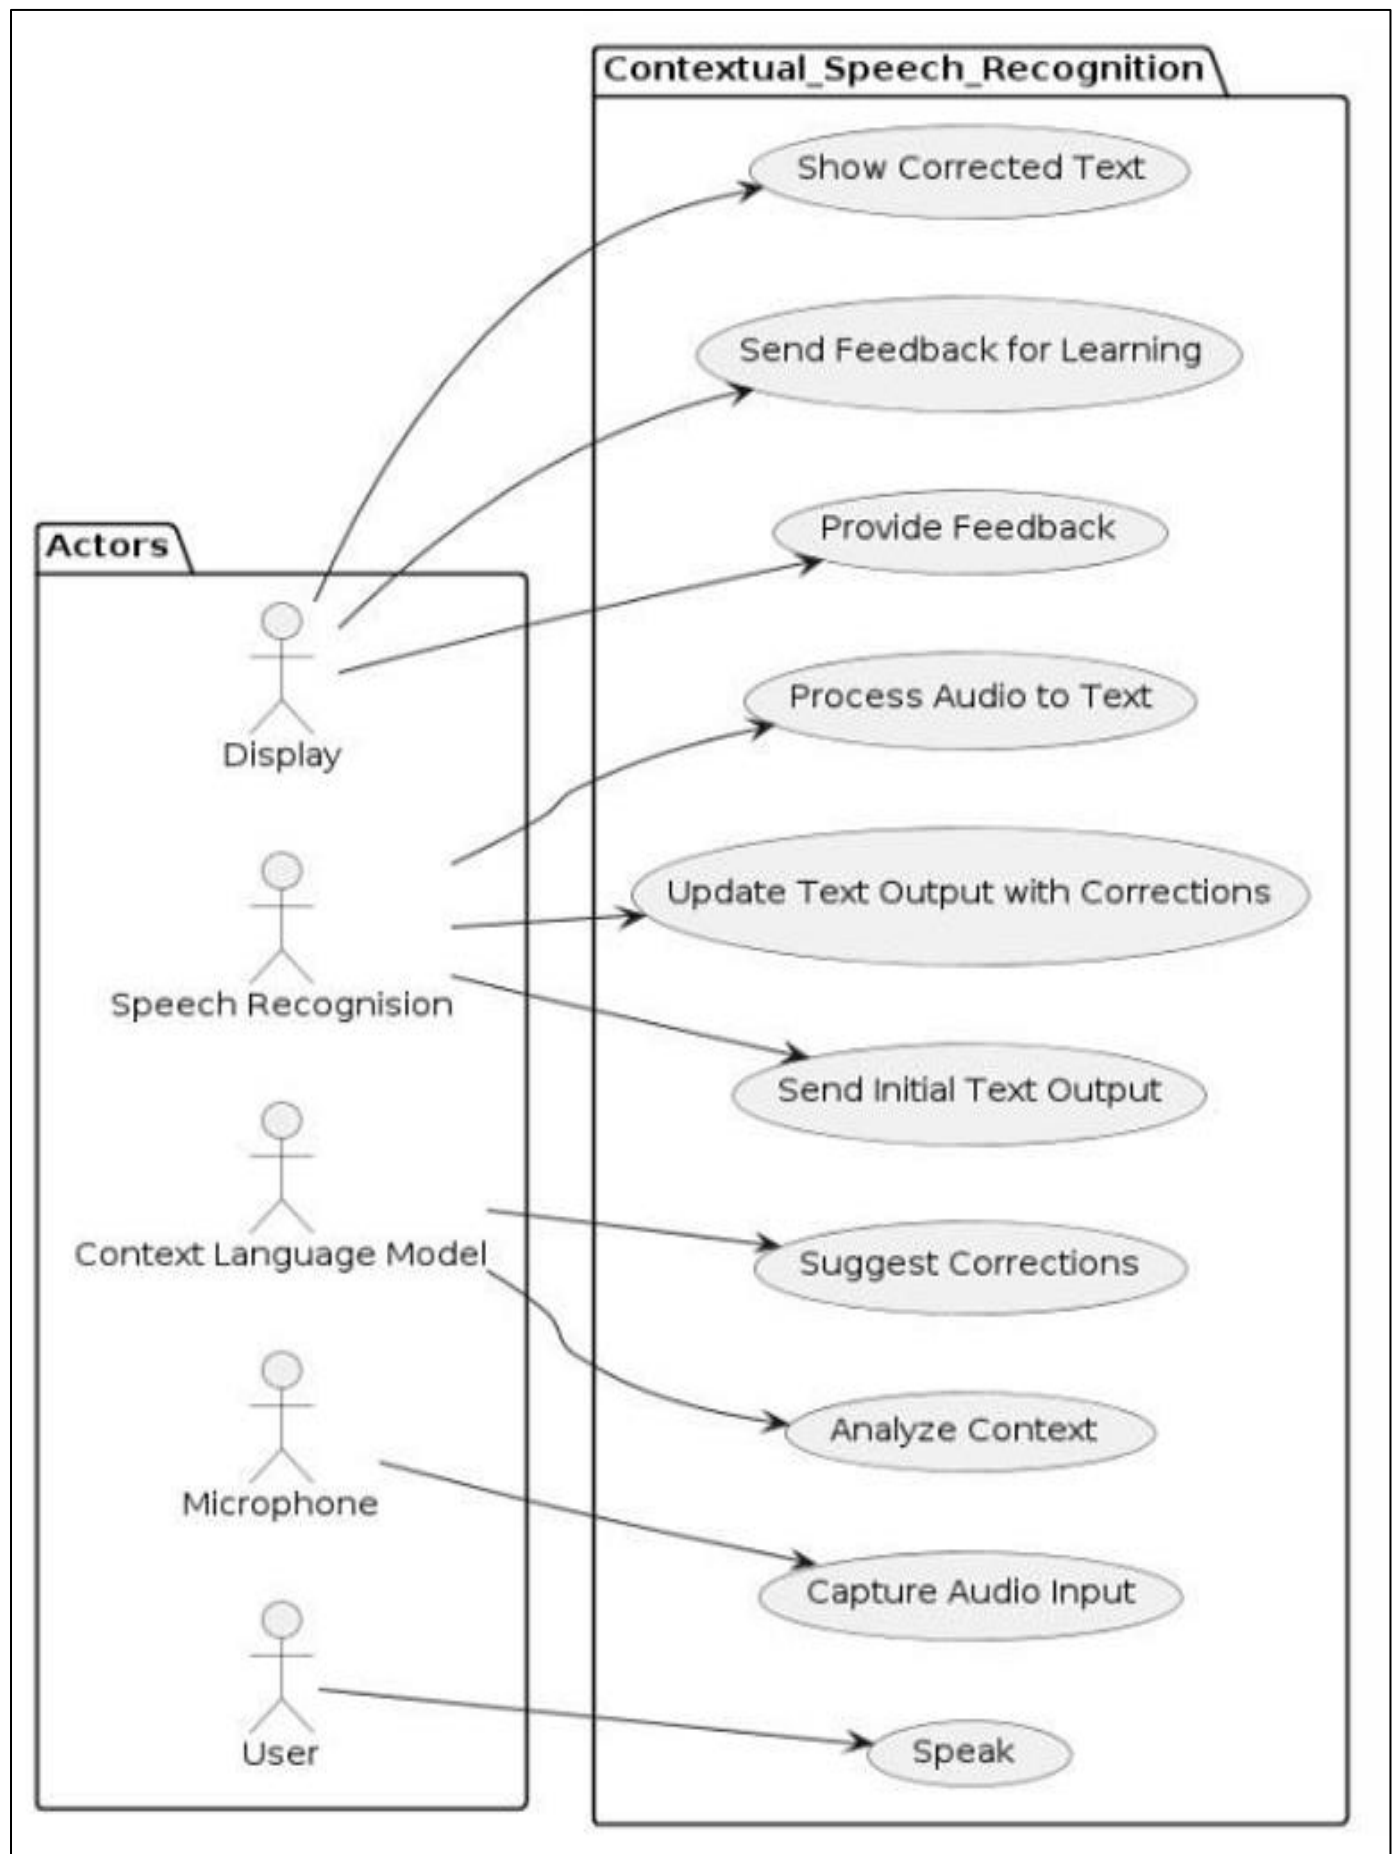 Contextual_Speech_Recognition
Show Corrected Text
Send Feedback for Learning
Provide Feedback
Process Audio to Text
Update Text Output with Corrections
Send Initial Text Output
Suggest Corrections
Analyze Context
Capture Audio Input
Speak
Actors
Display
Speech Recognision
Context Language Model
Microphone
User